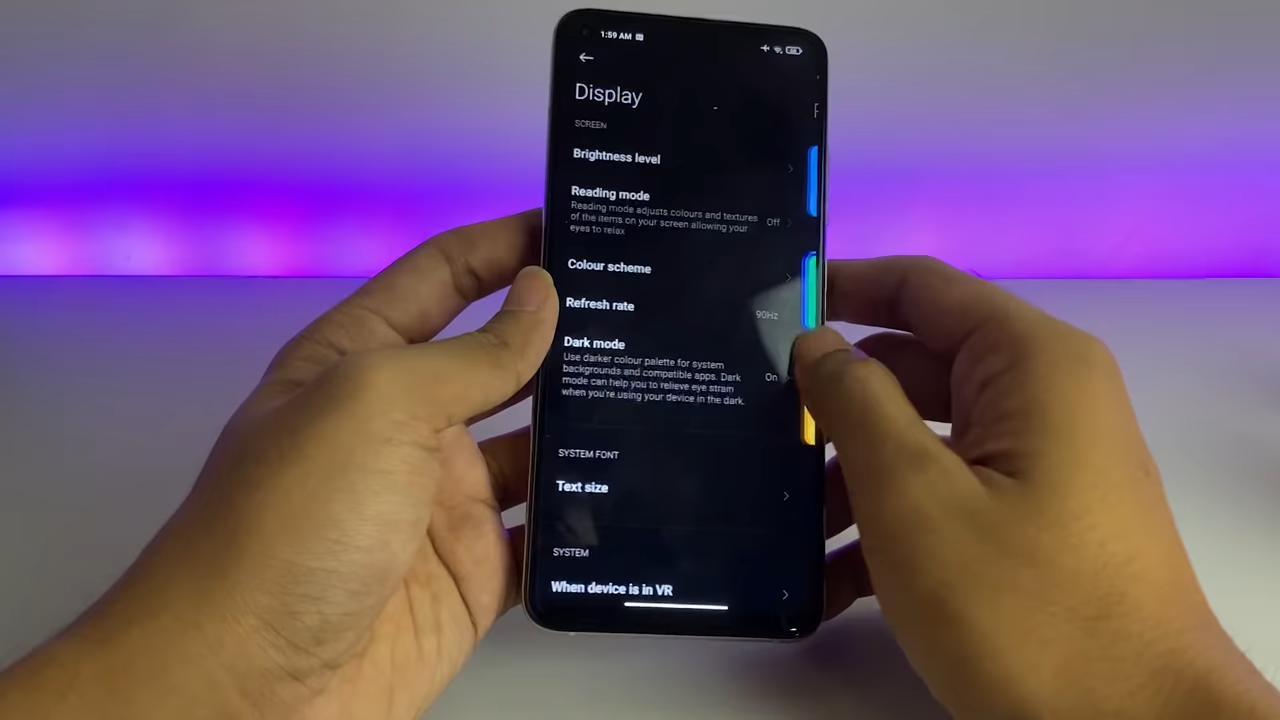 1:59 AM
Display
SCREEN
Brightness level
Reading mode
Reading mode adjusts colours and textures
of the items on your screen allowing your
eyes to relax
Off
Colour scheme
Refresh rate
90Hz
Dark mode
Use darker colour palette for system
backgrounds and compatible apps. Dark
mode can help you to relieve eye strain
when you're using your device in the dark.
On
SYSTEM FONT
Text size
SYSTEM
When device is in VR